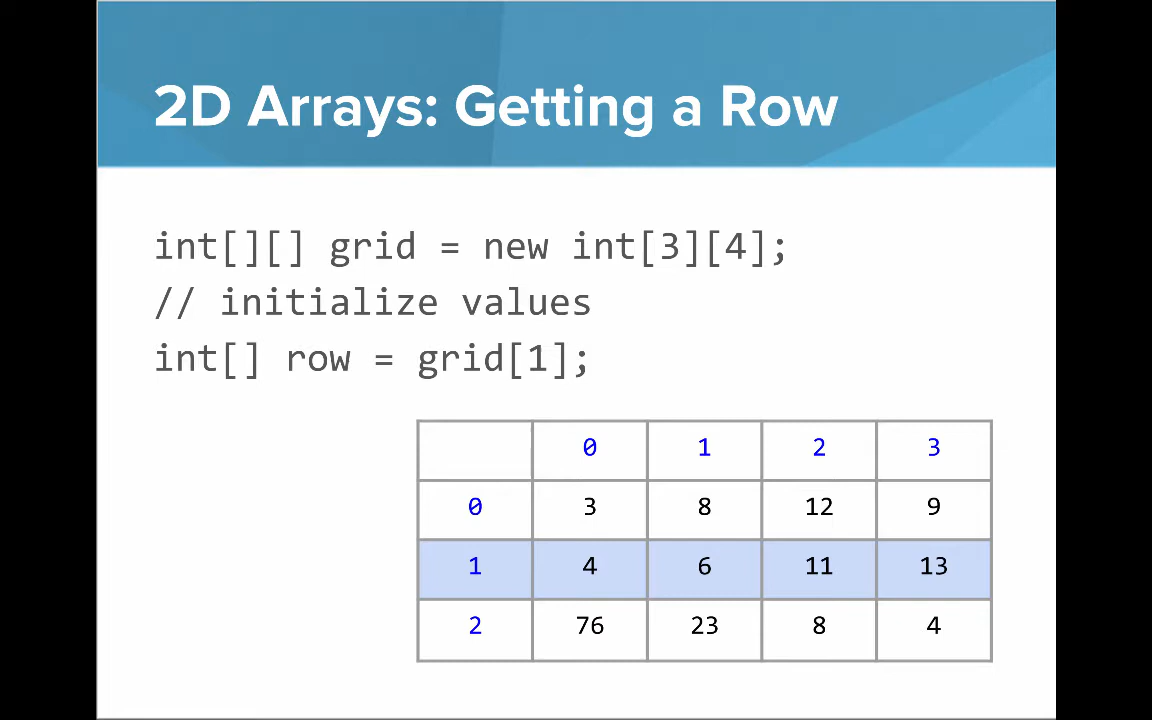 2D Arrays: Getting a Row
int[][] grid = new int[3][4];
// initialize values
int[] row = grid[1];
0 1 2 3
0 3 8 12 9
1 4 6 11 13
2 76 23 8 4